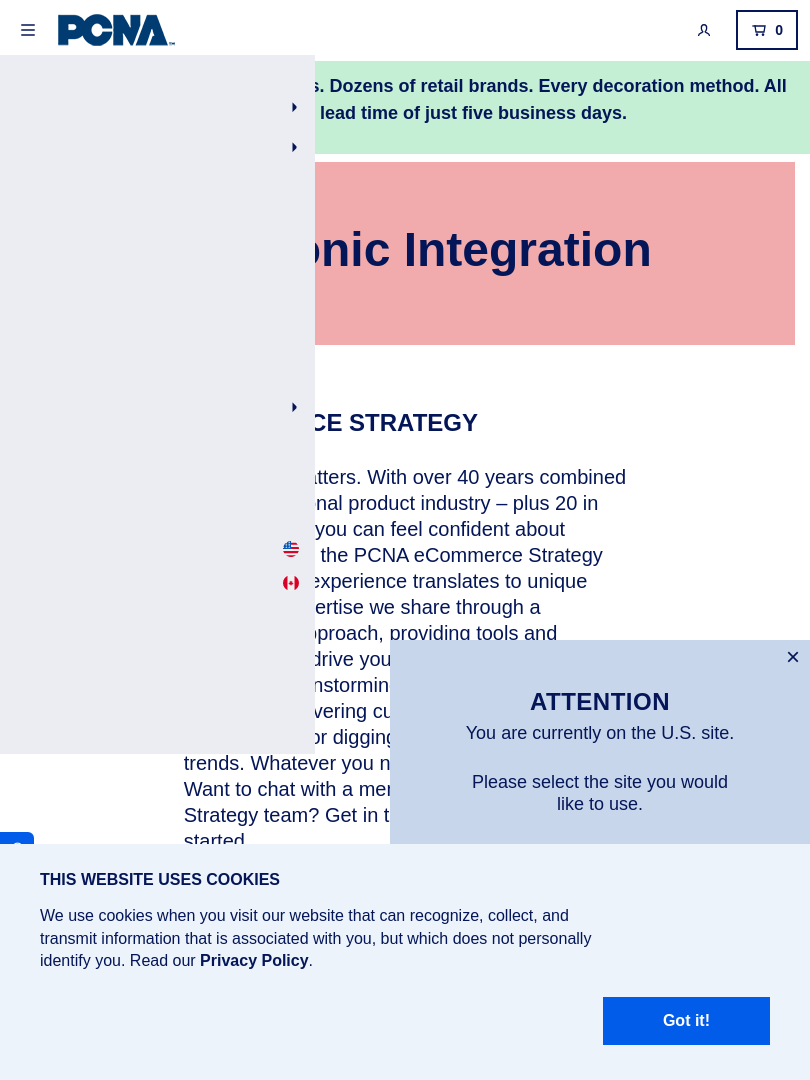 PCNA
0
s. Dozens of retail brands. Every decoration method. All
lead time of just five business days.
onic Integration
CE STRATEGY
atters. With over 40 years combined
onal product industry – plus 20 in
you can feel confident about
the PCNA eCommerce Strategy
experience translates to unique
ertise we share through a
pproach, providing tools and
drive you
nstorming
vering cu
or digging
trends. Whatever you n
Want to chat with a mem
Strategy team? Get in t
started
×
ATTENTION
You are currently on the U.S. site.
Please select the site you would
like to use.
THIS WEBSITE USES COOKIES
We use cookies when you visit our website that can recognize, collect, and
transmit information that is associated with you, but which does not personally
identify you. Read our Privacy Policy.
Got it!